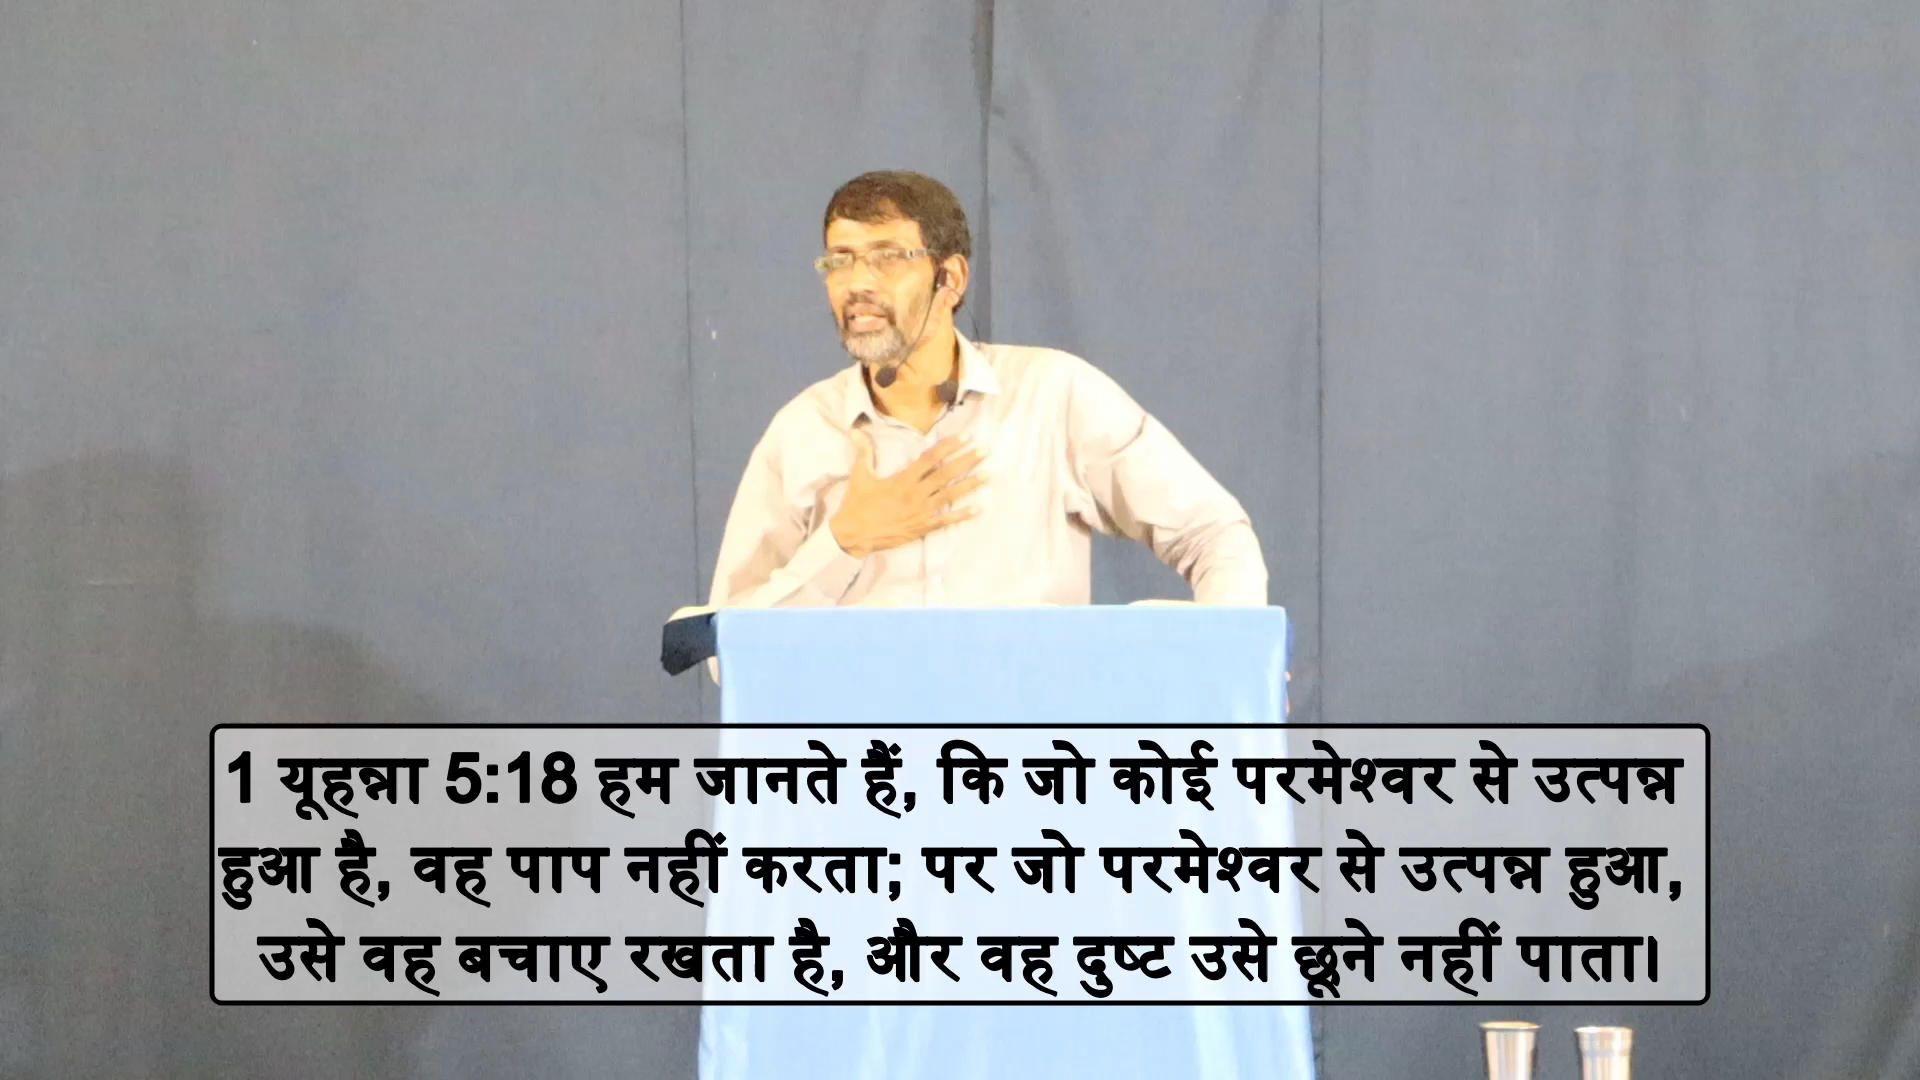 1 यूहन्ना 5:18 हम जानते हैं, कि जो कोई परमेश्वर से उत्पन्न
हुआ है, वह पाप नहीं करता; पर जो परमेश्वर से उत्पन्न हुआ,
उसे वह बचाए रखता है, और वह दुष्ट उसे छूने नहीं पाता।